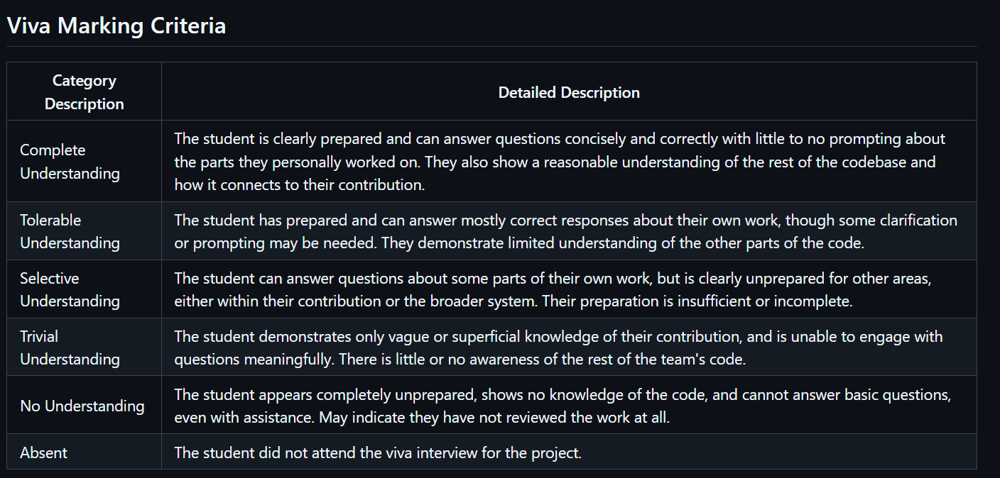 Viva Marking Criteria
Category
Description
Detailed Description
Complete
Understanding
The student is clearly prepared and can answer questions concisely and correctly with little to no prompting about
the parts they personally worked on. They also show a reasonable understanding of the rest of the codebase and
how it connects to their contribution.
Tolerable
Understanding
The student has prepared and can answer mostly correct responses about their own work, though some clarification
or prompting may be needed. They demonstrate limited understanding of the other parts of the code.
Selective
Understanding
The student can answer questions about some parts of their own work, but is clearly unprepared for other areas,
either within their contribution or the broader system. Their preparation is insufficient or incomplete.
Trivial
Understanding
The student demonstrates only vague or superficial knowledge of their contribution, and is unable to engage with
questions meaningfully. There is little or no awareness of the rest of the team's code.
No Understanding
The student appears completely unprepared, shows no knowledge of the code, and cannot answer basic questions,
even with assistance. May indicate they have not reviewed the work at all.
Absent
The student did not attend the viva interview for the project.